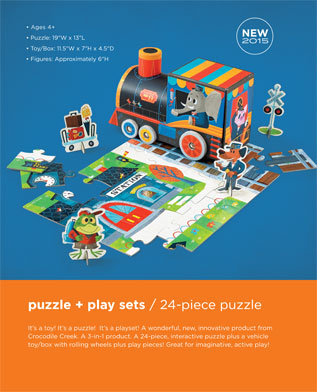 • Ages 4+
• Puzzle: 19"W x 13"L
• Toy/Box: 11.5"W x 7"H x 4.5"D
• Figures: Approximately 6"H
NEW
2015
STATION
puzzle + play sets / 24-piece puzzle
It's a toy! It's a puzzle! It's a playset! A wonderful, new, innovative product from
Crocodile Creek. A 3-in-1 product. A 24-piece, interactive puzzle plus a vehicle
toy/box with rolling wheels plus play pieces! Great for imaginative, active play!